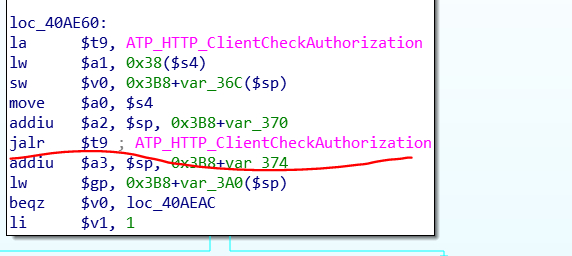 loc_40AE60:
la $t9, ATP_HTTP_ClientCheckAuthorization
lw $a1, 0x38($s4)
sw $v0, 0x3B8+var_36C($sp)
move $a0, $s4
addiu $a2, $sp, 0x3B8+var_370
jalr $t9 ; ATP_HTTP_ClientCheckAuthorization
addiu $a3, $sp, 0x3B8+var_374
lw $gp, 0x3B8+var_3A0($sp)
beqz $v0, loc_40AEAC
li $v1, 1